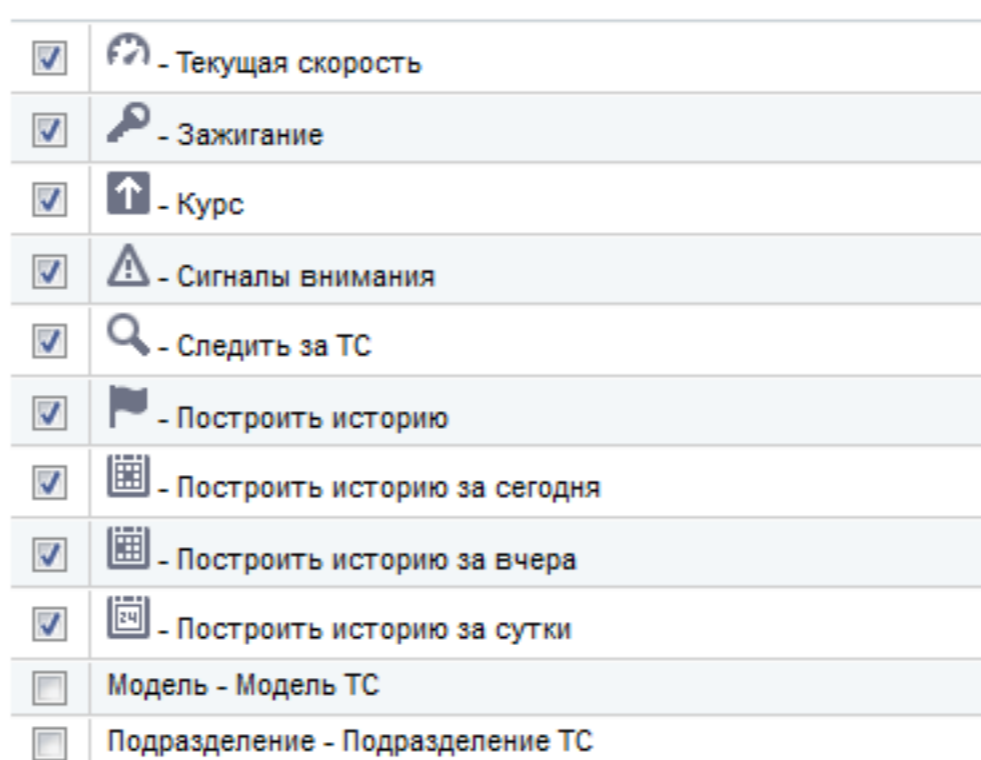 - Текущая скорость
- Зажигание
- Курс
- Сигналы внимания
- Следить за ТС
- Построить историю
- Построить историю за сегодня
- Построить историю за вчера
24 - Построить историю за сутки
Модель - Модель ТС
Подразделение - Подразделение ТС